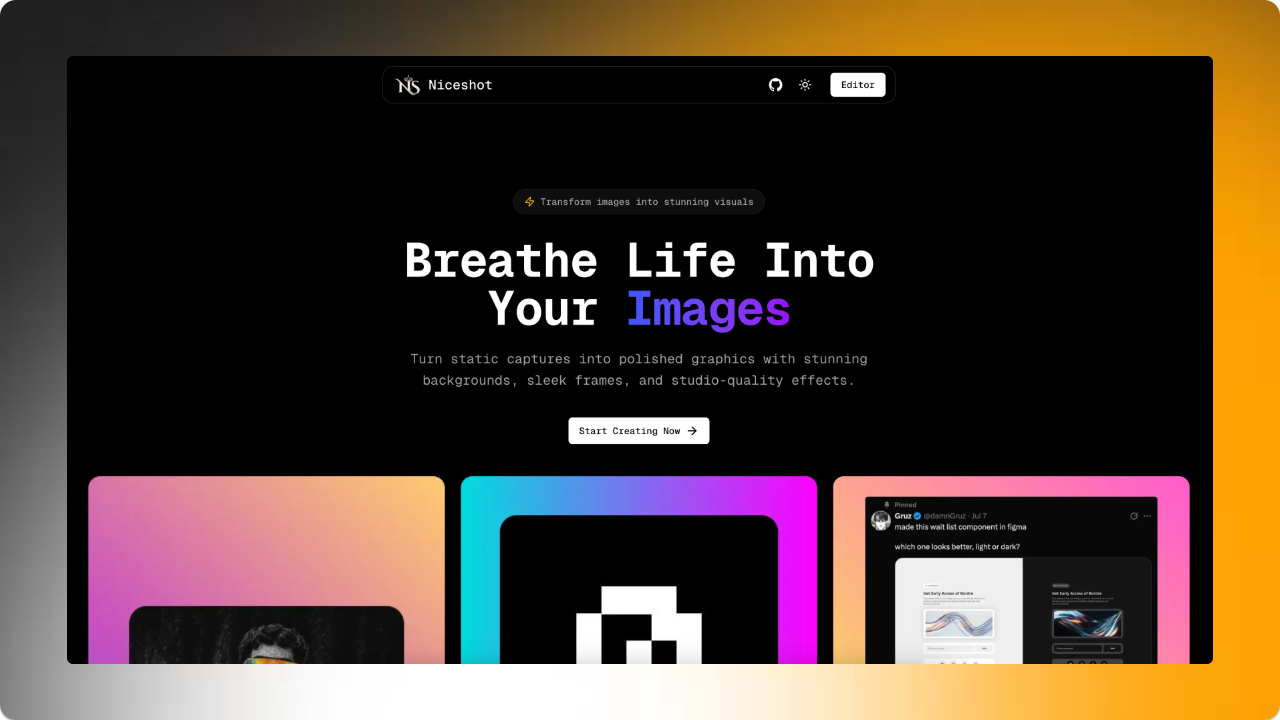 NS Niceshot
Editor
Transform images into stunning visuals
Breathe Life Into
Your Images
Turn static captures into polished graphics with stunning
backgrounds, sleek frames, and studio-quality effects.
Start Creating Now
Pinned
Gruz @damnGruz · Jul 7
made this wait list component in figma
which one looks better, light or dark?
Get Early Access of Bordre
Get Early Access of Bordre